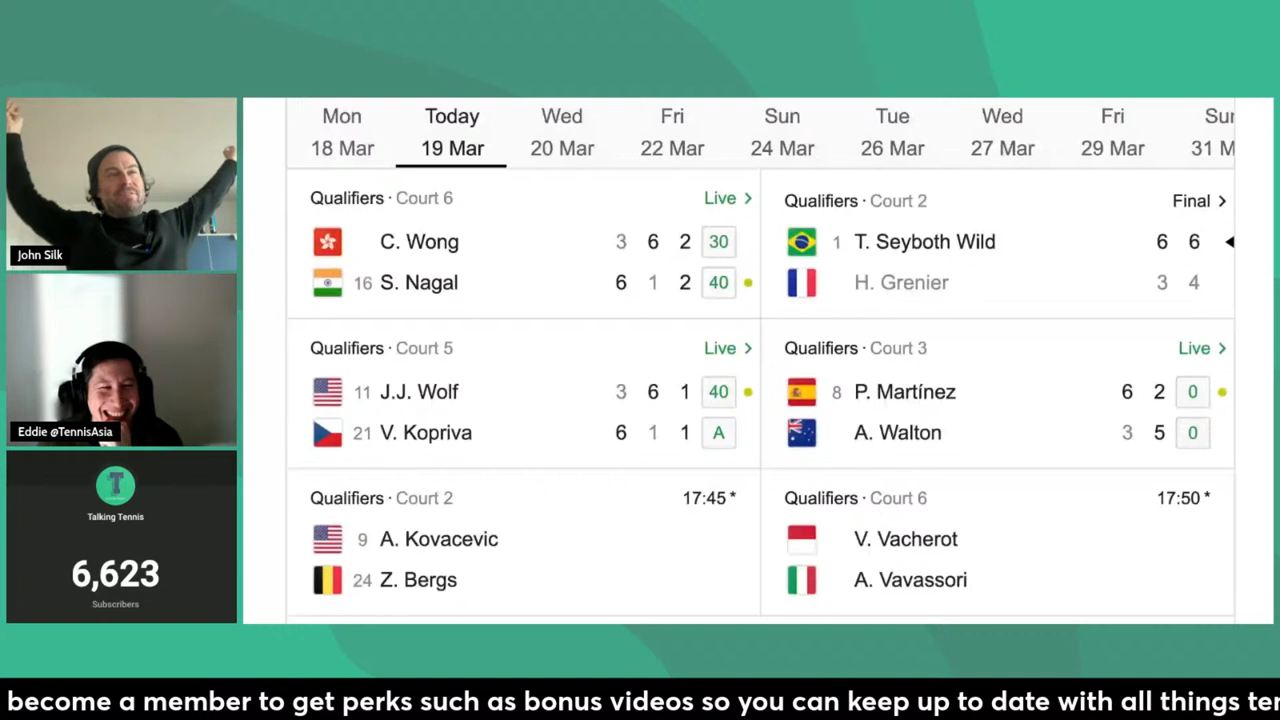 John Silk
Eddie @TennisAsia
T
Talking Tennis
6,623
Subscribers
Mon Today Wed Fri Sun Tue Wed Fri Sun
18 Mar 19 Mar 20 Mar 22 Mar 24 Mar 26 Mar 27 Mar 29 Mar 31 M
Qualifiers · Court 6 Live >
C. Wong 3 6 2 30
16 S. Nagal 6 1 2 40
Qualifiers · Court 2 Final >
1 T. Seyboth Wild 6 6
H. Grenier 3 4
Qualifiers · Court 5 Live >
11 J.J. Wolf 3 6 1 40
21 V. Kopriva 6 1 1 A
Qualifiers · Court 3 Live >
8 P. Martínez 6 2 0
A. Walton 3 5 0
Qualifiers · Court 2 17:45 *
9 A. Kovacevic
24 Z. Bergs
Qualifiers · Court 6 17:50 *
V. Vacherot
A. Vavassori
become a member to get perks such as bonus videos so you can keep up to date with all things te